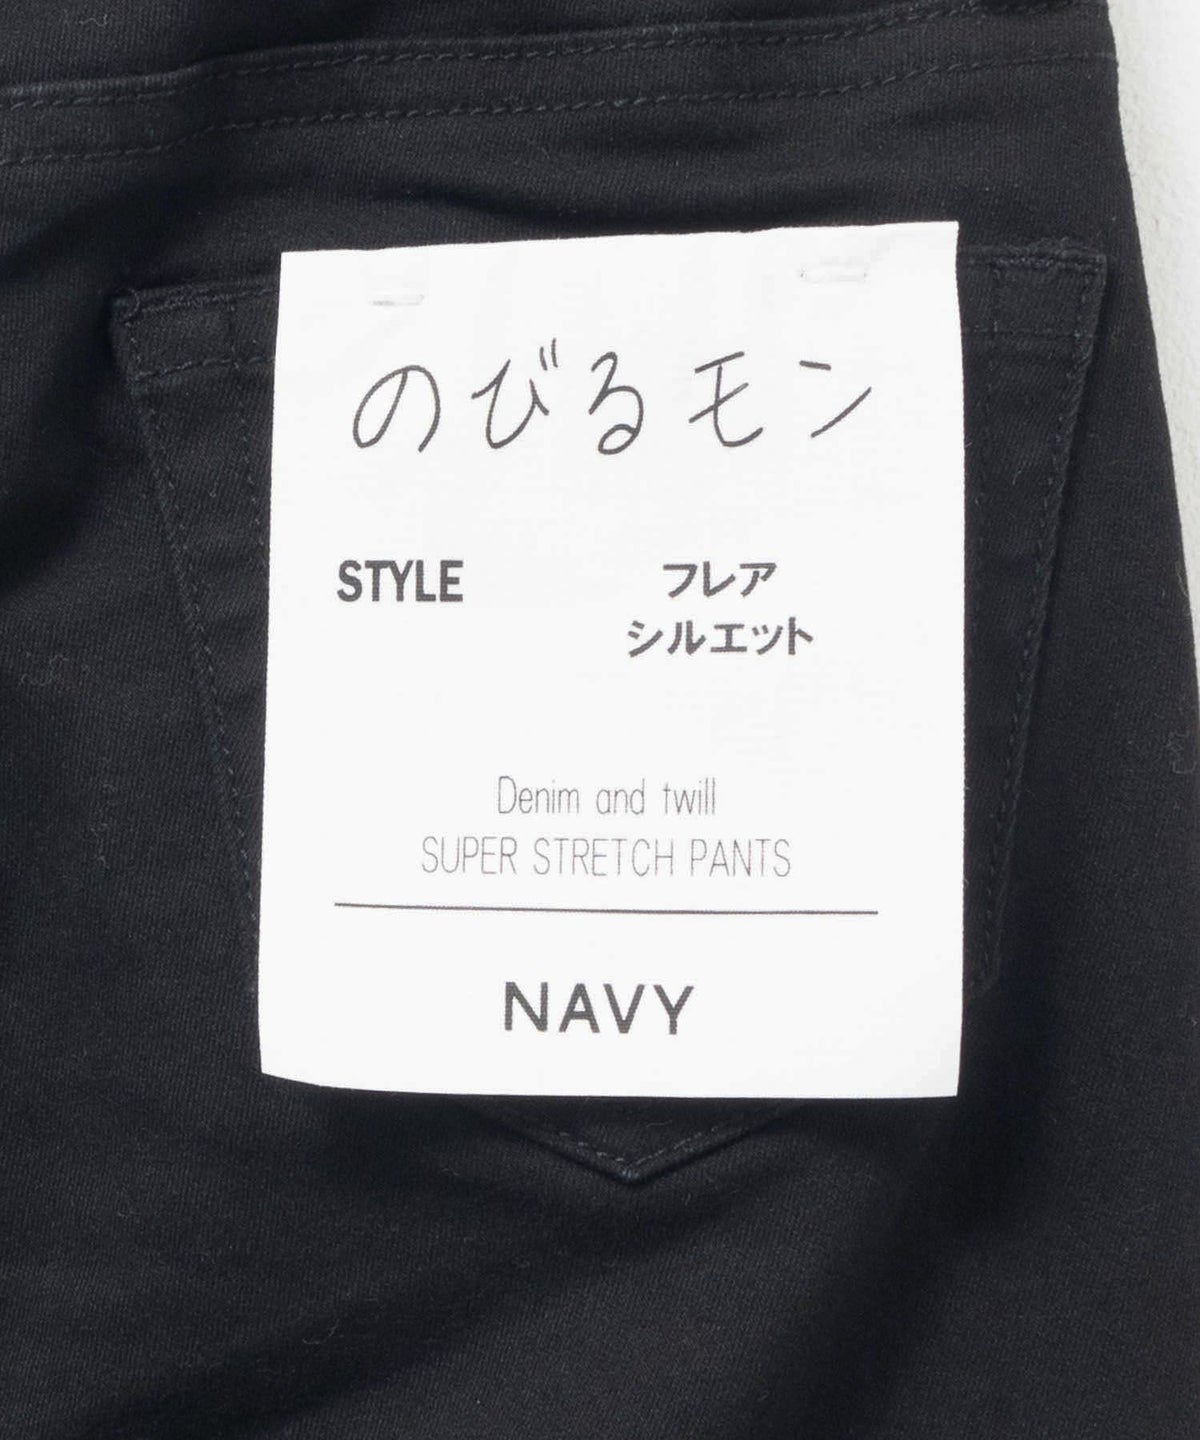 のびるモン
STYLE フレア
シルエット
Denim and twill
SUPER STRETCH PANTS
NAVY